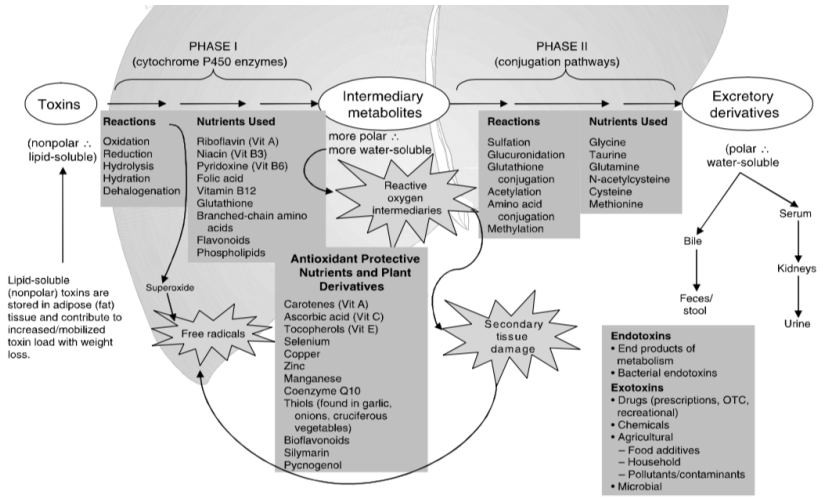 PHASE I
(cytochrome P450 enzymes)
PHASE II
(conjugation pathways)
Toxins
(nonpolar ∴
lipid-soluble)
Lipid-soluble
(nonpolar) toxins are
stored in adipose (fat)
tissue and contribute to
increased/mobilized
toxin load with weight
loss.
Reactions
Oxidation
Reduction
Hydrolysis
Hydration
Dehalogenation
Nutrients Used
Riboflavin (Vit A)
Niacin (Vit B3)
Pyridoxine (Vit B6)
Folic acid
Vitamin B12
Glutathione
Branched-chain amino
acids
Flavonoids
Phospholipids
Intermediary
metabolites
more polar ∴
more water-soluble
Reactive
oxygen
intermediaries
Reactions
Sulfation
Glucuronidation
Glutathione
conjugation
Acetylation
Amino acid
conjugation
Methylation
Nutrients Used
Glycine
Taurine
Glutamine
N-acetylcysteine
Cysteine
Methionine
Excretory
derivatives
(polar ∴
water-soluble
Bile
Feces/
stool
Serum
Kidneys
Urine
Superoxide
Free radicals
Antioxidant Protective
Nutrients and Plant
Derivatives
Carotenes (Vit A)
Ascorbic acid (Vit C)
Tocopherols (Vit E)
Selenium
Copper
Zinc
Manganese
Coenzyme Q10
Thiols (found in garlic,
onions, cruciferous
vegetables)
Bioflavonoids
Silymarin
Pycnogenol
Secondary
tissue
damage
Endotoxins
• End products of
metabolism
• Bacterial endotoxins
Exotoxins
• Drugs (prescriptions, OTC,
recreational)
• Chemicals
• Agricultural
– Food additives
– Household
– Pollutants/contaminants
• Microbial